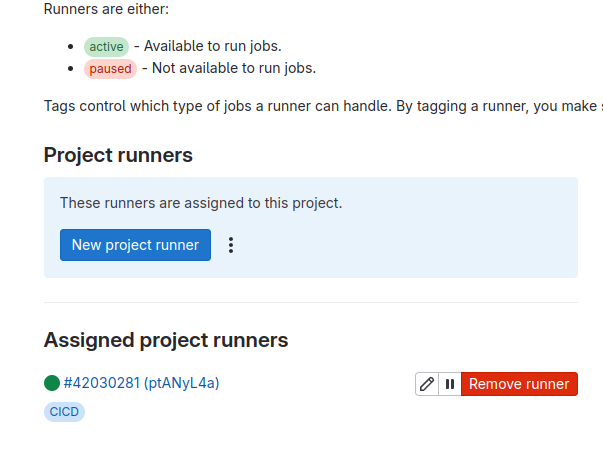 Runners are either:
active - Available to run jobs.
paused - Not available to run jobs.
Tags control which type of jobs a runner can handle. By tagging a runner, you make
Project runners
These runners are assigned to this project.
New project runner
Assigned project runners
#42030281 (ptANyL4a)
Remove runner
CICD